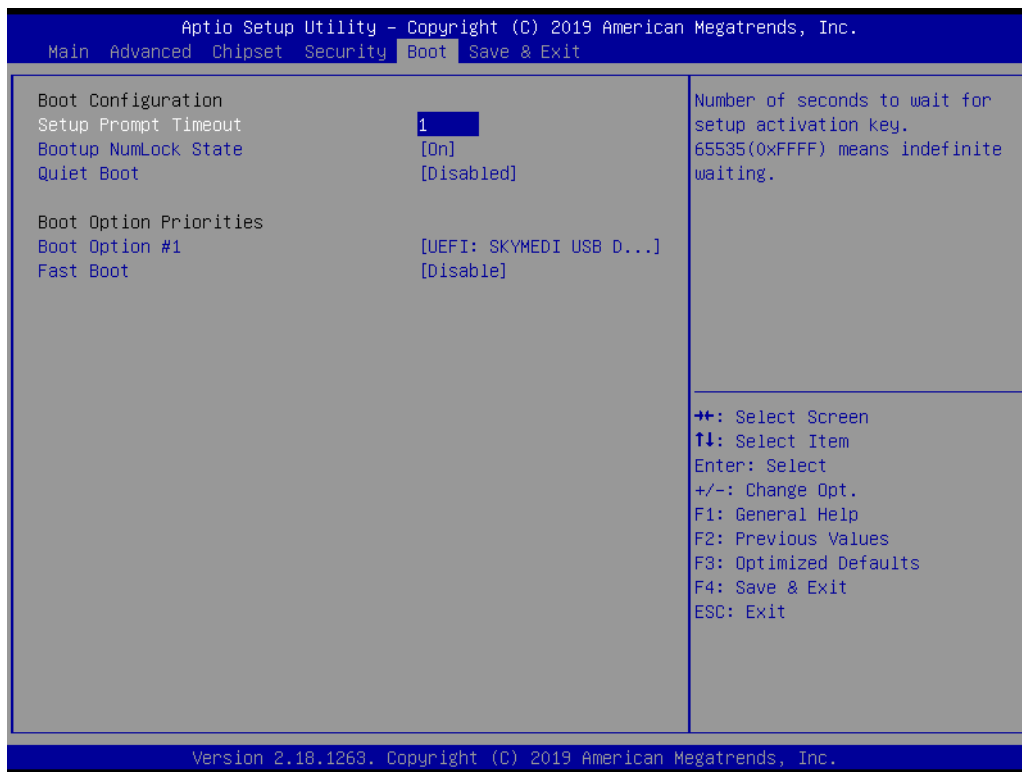 Aptio Setup Utility – Copyright (C) 2019 American Megatrends, Inc.
Main Advanced Chipset Security Boot Save & Exit
Boot Configuration
Setup Prompt Timeout 1
Bootup NumLock State [On]
Quiet Boot [Disabled]
Boot Option Priorities
Boot Option #1 [UEFI: SKYMEDI USB D...]
Fast Boot [Disable]
Number of seconds to wait for
setup activation key.
65535(0xFFFF) means indefinite
waiting.
→←: Select Screen
↑↓: Select Item
Enter: Select
+/-: Change Opt.
F1: General Help
F2: Previous Values
F3: Optimized Defaults
F4: Save & Exit
ESC: Exit
Version 2.18.1263. Copyright (C) 2019 American Megatrends, Inc.